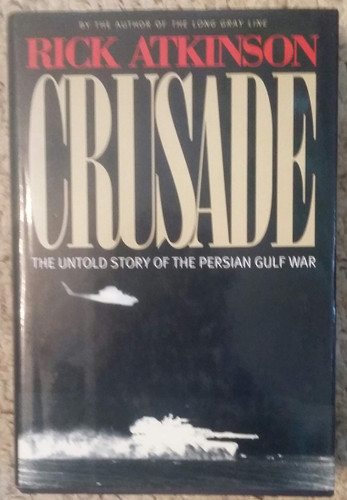 BY THE AUTHOR OF THE LONG GRAY LINE
RICK ATKINSON
CRUSADE
THE UNTOLD STORY OF THE PERSIAN GULF WAR